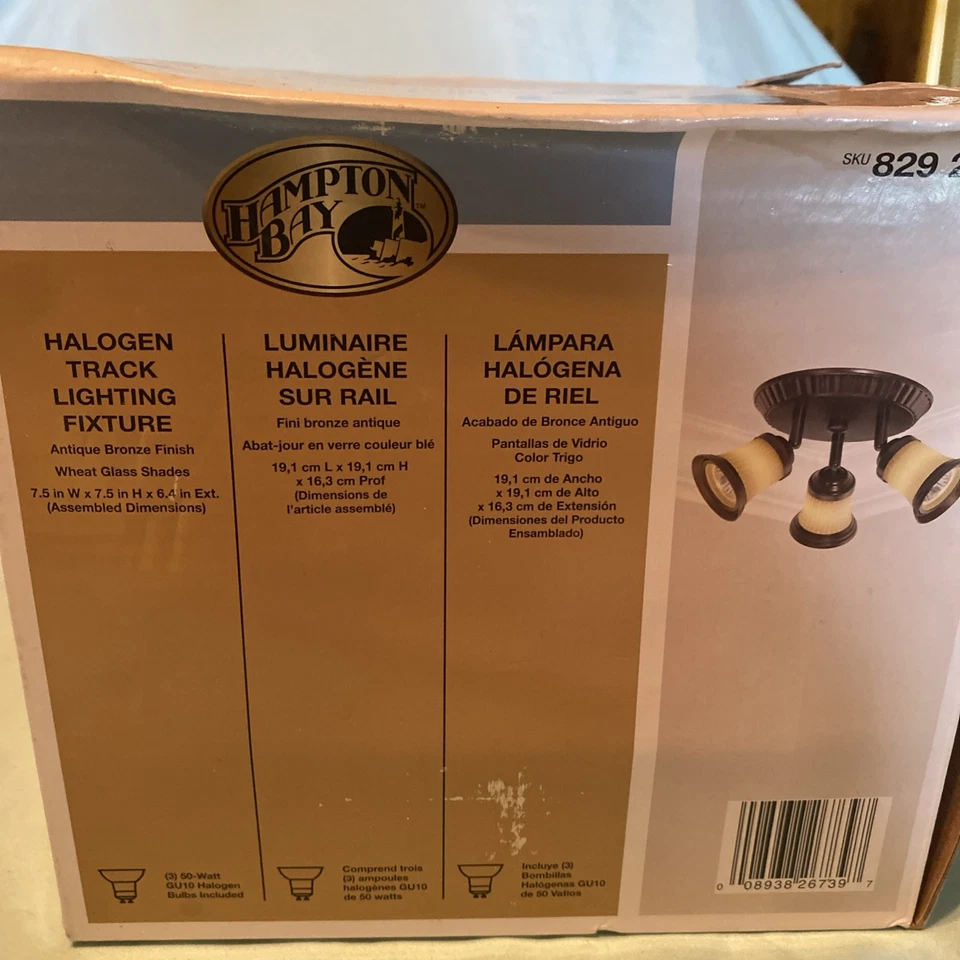 HAMPTON
BAY™
SKU 829
HALOGEN
TRACK
LIGHTING
FIXTURE
Antique Bronze Finish
Wheat Glass Shades
7.5 in W x 7.5 in H x 6.4 in Ext.
(Assembled Dimensions)
(3) 50-Watt
GU10 Halogen
Bulbs Included
LUMINAIRE
HALOGÈNE
SUR RAIL
Fini bronze antique
Abat-jour en verre couleur blé
19,1 cm L x 19,1 cm H
x 16,3 cm Prof
(Dimensions de
l'article assemblé)
Comprend trois
(3) ampoules
halogènes GU10
de 50 watts
LÁMPARA
HALÓGENA
DE RIEL
Acabado de Bronce Antiguo
Pantallas de Vidrio
Color Trigo
19,1 cm de Ancho
x 19,1 cm de Alto
x 16,3 cm de Extensión
(Dimensiones del Producto
Ensamblado)
Incluye (3)
Bombillas
Halógenas GU10
de 50 Vatios
0 08938 26739 7